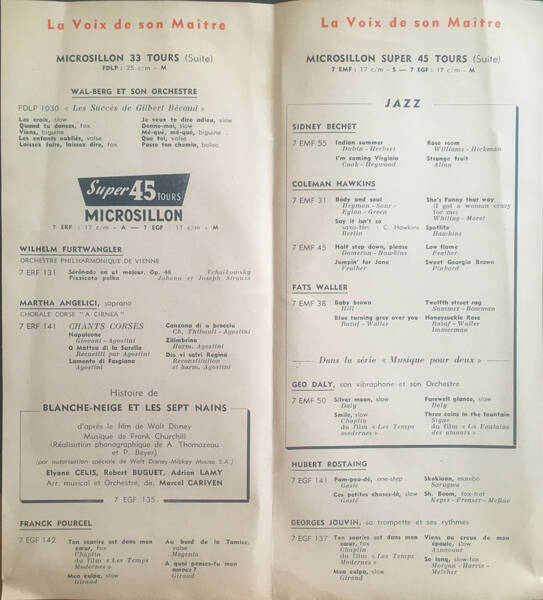 La Voix de son Maître
MICROSILLON 33 TOURS (Suite)
FDLP : 25 c/m - M
WAL-BERG ET SON ORCHESTRE
FDLP 1030 « Les Succès de Gilbert Bécaud »
Les croix, slow
Quand tu danses, fox
Viens, biguine
Les enfants oubliés, valse
Laissez faire, laissez dire, fox
Je veux te dire adieu, slow
Donne-moi, slow
Mé-qué, mé-qué, biguine
Que toi, valse
Passe ton chemin, boléro
Super 45 TOURS
MICROSILLON
7 ERF : 17 c/m - A — 7 EGF : 17 c/m - M
WILHELM FURTWANGLER
ORCHESTRE PHILHARMONIQUE DE VIENNE
7 ERF 131 Sérénade en ut majeur, Op. 48 Tchaïkowsky
Pizzicato polka Johann et Joseph Strauss
MARTHA ANGELICI, soprano
CHORALE CORSE "A CIRNEA"
7 ERF 141 CHANTS CORSES
Napuleone
Giovoni - Agostini
O Matteu di la Surella
Recueilli par Agostini
Lamentu di Fasgiano
Agostini
Canzona di u brocciu
Ch. Thibault - Agostini
Zilimbrina
Harm. Agostini
Dio vi salvi Regina
Reconstitution
et harm. Agostini
Histoire de
BLANCHE-NEIGE ET LES SEPT NAINS
d'après le film de Walt Disney
Musique de Frank Churchill
(Réalisation phonographique de A. Thomazeau
et P. Beyer)
(par autorisation spéciale de Walt Disney-Mickey Mouse S.A.)
Elyane CELIS, Robert BUGUET, Adrien LAMY
Arr. musical et Orchestre, dir. Marcel CARIVEN
7 EGF 135
FRANCK POURCEL
7 EGF 142 Ton sourire est dans mon
cœur, fox
Chaplin
du film « Les Temps
Modernes »
Mea culpa, slow
Giraud
Au bord de la Tamise,
valse
Magenta
A quoi penses-tu mon
amour ?
Giraud
La Voix de son Maître
MICROSILLON SUPER 45 TOURS (Suite)
7 EMF : 17 c/m - S — 7 EGF : 17 c/m - M
JAZZ
SIDNEY BECHET
7 EMF 55 Indian summer
Dubin - Herbert
I'm coming Virginia
Cook - Heywood
Rose room
Williams - Hickman
Strange fruit
Allan
COLEMAN HAWKINS
7 EMF 31 Body and soul
Heyman - Sour -
Eyton - Green
Say it isn't so
saxo-tén. : C. Hawkins
Berlin
She's Funny that way
(I got a woman crazy
for me)
Whiting - Moret
Spotlite
Hawkins
7 EMF 45 Half step down, please
Dameron - Hawkins
Jumpin' for Jane
Feather
Low flame
Feather
Sweet Georgia Brown
Pinkard
FATS WALLER
7 EMF 38 Baby brown
Hill
Blue turning grey over you
Razaf - Waller
Twelfth street rag
Summer - Bowman
Honeysuckle Rose
Razaf - Waller
Immerman
Dans la série « Musique pour deux »
GEO DALY, son vibraphone et son Orchestre
7 EMF 50 Silver moon, slow
Daly
Smile, slow
Chaplin
du film « Les Temps
modernes »
Farewell glance, slow
Daly
Three coins in the fountain
Styne
du film « La Fontaine
des amours »
HUBERT ROSTAING
7 EGF 141 Pam-pou-dé, one-step
Gasté
Ces petites choses-là, slow
Gasté
Skokiaan, mambo
Sh. Boom, fox-trot
Keyes - Freaser - McRae
GEORGES JOUVIN, sa trompette et ses rythmes
7 EGF 137 Ton sourire est dans mon
cœur, fox
Chaplin
du film « Les Temps
Modernes »
Mea culpa, slow
Giraud
Viens au creux de mon
épaule, slow
Aznavour
So long, slow-fox
Morgan - Harris -
Melsher